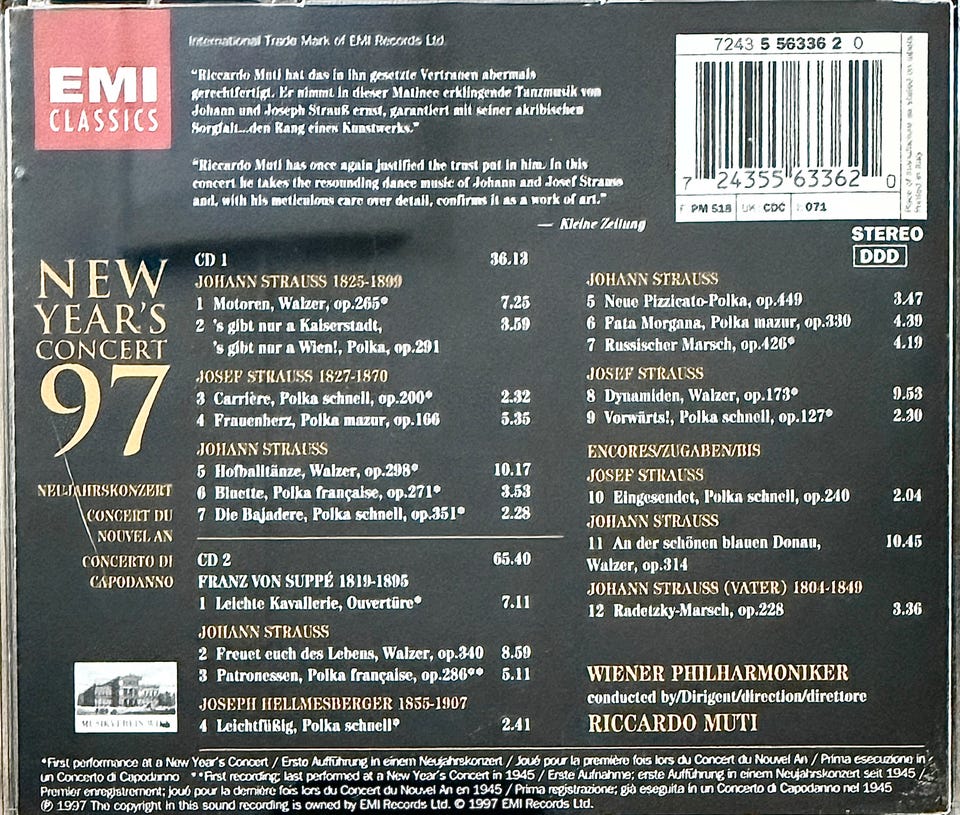 EMI
CLASSICS
International Trade Mark of EMI Records Ltd.
"Riccardo Muti hat das in ihn gesetzte Vertrauen abermals
gerechtfertigt. Er nimmt in dieser Matinee erklingende Tanzmusik von
Johann und Joseph Strauß ernst, garantiert mit seiner akribischen
Sorgfalt...den Rang eines Kunstwerks."
"Riccardo Muti has once again justified the trust put in him. In this
concert he takes the resounding dance music of Johann and Josef Strauss
and, with his meticulous care over detail, confirms it as a work of art."
— Kleine Zeitung
7243 5 56336 2 0
7 24355 63362 0
F PM 518 UK CDC 071
Printed in Italy
STEREO
DDD
NEW
YEAR'S
CONCERT
97
NEUJAHRSKONZERT
CONCERT DU
NOUVEL AN
CONCERTO DI
CAPODANNO
MUSIKVEREIN WIEN
CD 1 36.13
JOHANN STRAUSS 1825-1899
1 Motoren, Walzer, op.265* 7.25
2 's gibt nur a Kaiserstadt, 3.59
's gibt nur a Wien!, Polka, op.291
JOSEF STRAUSS 1827-1870
3 Carrière, Polka schnell, op.200* 2.32
4 Frauenherz, Polka mazur, op.166 5.35
JOHANN STRAUSS
5 Hofballtänze, Walzer, op.298* 10.17
6 Bluette, Polka française, op.271* 3.53
7 Die Bajadere, Polka schnell, op.351* 2.28
CD 2 65.40
FRANZ VON SUPPÉ 1819-1895
1 Leichte Kavallerie, Ouvertüre* 7.11
JOHANN STRAUSS
2 Freuet euch des Lebens, Walzer, op.340 8.59
3 Patronessen, Polka française, op.286** 5.11
JOSEPH HELLMESBERGER 1855-1907
4 Leichtfüßig, Polka schnell* 2.41
JOHANN STRAUSS
5 Neue Pizzicato-Polka, op.449 3.47
6 Fata Morgana, Polka mazur, op.330 4.39
7 Russischer Marsch, op.426* 4.19
JOSEF STRAUSS
8 Dynamiden, Walzer, op.173* 9.53
9 Vorwärts!, Polka schnell, op.127* 2.30
ENCORES/ZUGABEN/BIS
JOSEF STRAUSS
10 Eingesendet, Polka schnell, op.240 2.04
JOHANN STRAUSS
11 An der schönen blauen Donau, 10.45
Walzer, op.314
JOHANN STRAUSS (VATER) 1804-1849
12 Radetzky-Marsch, op.228 3.36
WIENER PHILHARMONIKER
conducted by/Dirigent/direction/direttore
RICCARDO MUTI
*First performance at a New Year's Concert / Erste Aufführung in einem Neujahrskonzert / Joué pour la première fois lors du Concert du Nouvel An / Prima esecuzione in
un Concerto di Capodanno **First recording; last performed at a New Year's Concert in 1945 / Erste Aufnahme; erste Aufführung in einem Neujahrskonzert seit 1945 /
Premier enregistrement; joué pour la dernière fois lors du Concert du Nouvel An en 1945 / Prima registrazione; già eseguita in un Concerto di Capodanno nel 1945
℗ 1997 The copyright in this sound recording is owned by EMI Records Ltd. © 1997 EMI Records Ltd.